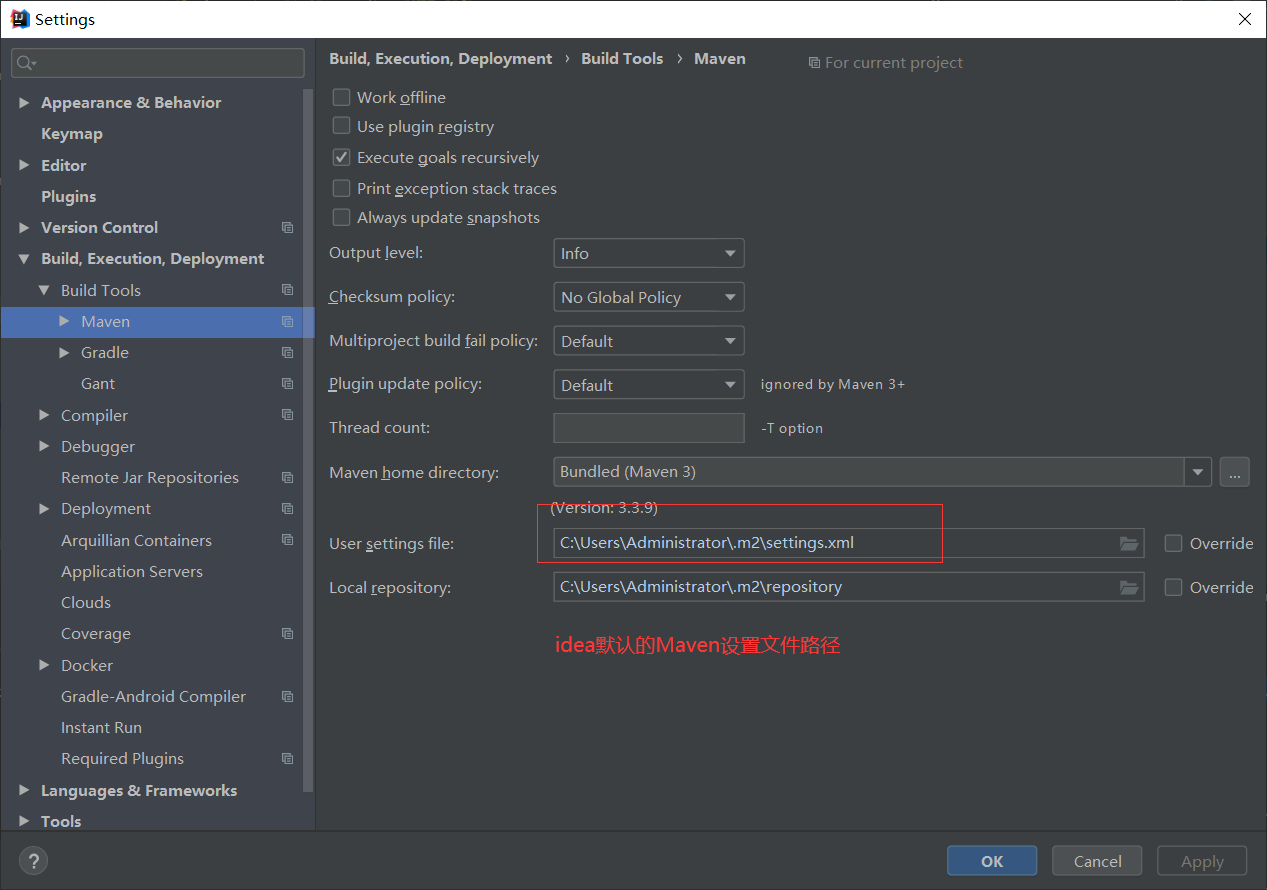 Settings
Build, Execution, Deployment › Build Tools › Maven
For current project
Appearance & Behavior
Keymap
Editor
Plugins
Version Control
Build, Execution, Deployment
Build Tools
Maven
Gradle
Gant
Compiler
Debugger
Remote Jar Repositories
Deployment
Arquillian Containers
Application Servers
Clouds
Coverage
Docker
Gradle-Android Compiler
Instant Run
Required Plugins
Languages & Frameworks
Tools
Work offline
Use plugin registry
Execute goals recursively
Print exception stack traces
Always update snapshots
Output level: Info
Checksum policy: No Global Policy
Multiproject build fail policy: Default
Plugin update policy: Default ignored by Maven 3+
Thread count: -T option
Maven home directory: Bundled (Maven 3) ...
(Version: 3.3.9)
User settings file: C:\Users\Administrator\.m2\settings.xml Override
Local repository: C:\Users\Administrator\.m2\repository Override
idea默认的Maven设置文件路径
? OK Cancel Apply